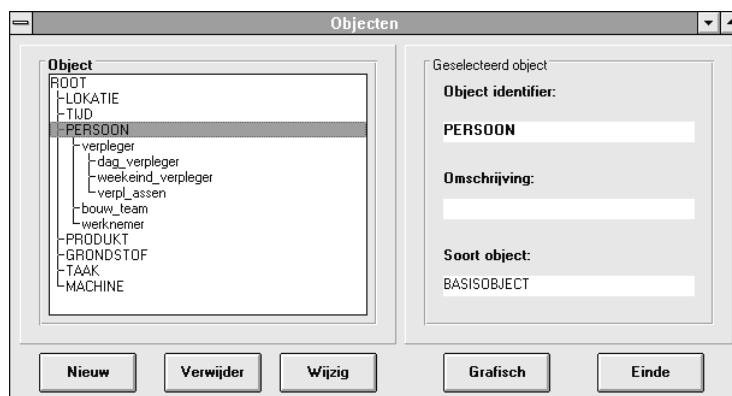 Objecten
Object
ROOT
LOKATIE
TIJD
PERSOON
verpleger
dag_verpleger
weekeind_verpleger
verpl_assen
bouw_team
werknemer
PRODUKT
GRONDSTOF
TAAK
MACHINE
Geselecteerd object
Object identifier:
PERSOON
Omschrijving:
Soort object:
BASISOBJECT
Nieuw Verwijder Wijzig Grafisch Einde